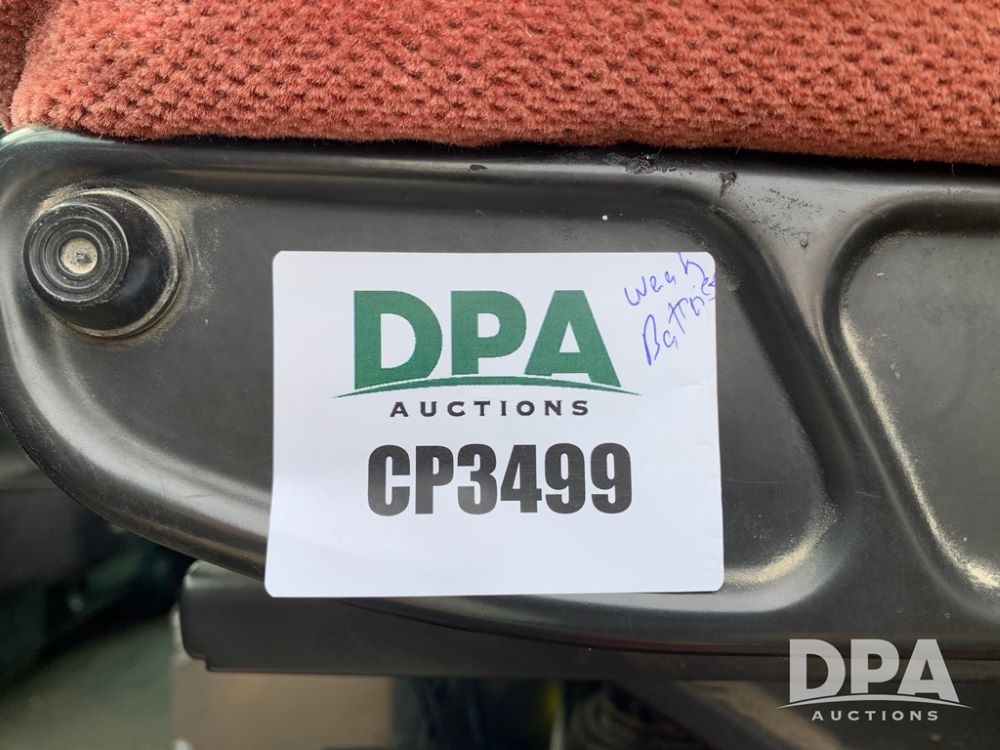 DPA
AUCTIONS
weak
Battries
CP3499
DPA
AUCTIONS